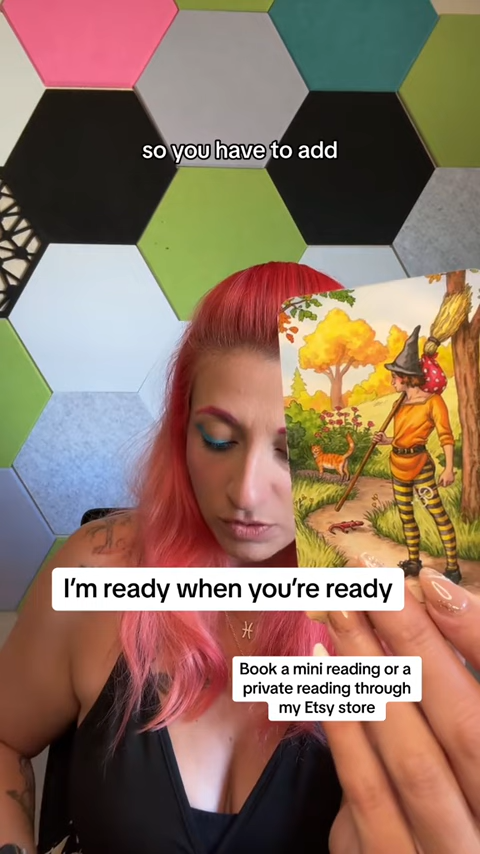 so you have to add
I'm ready when you're ready
Book a mini reading or a
private reading through
my Etsy store